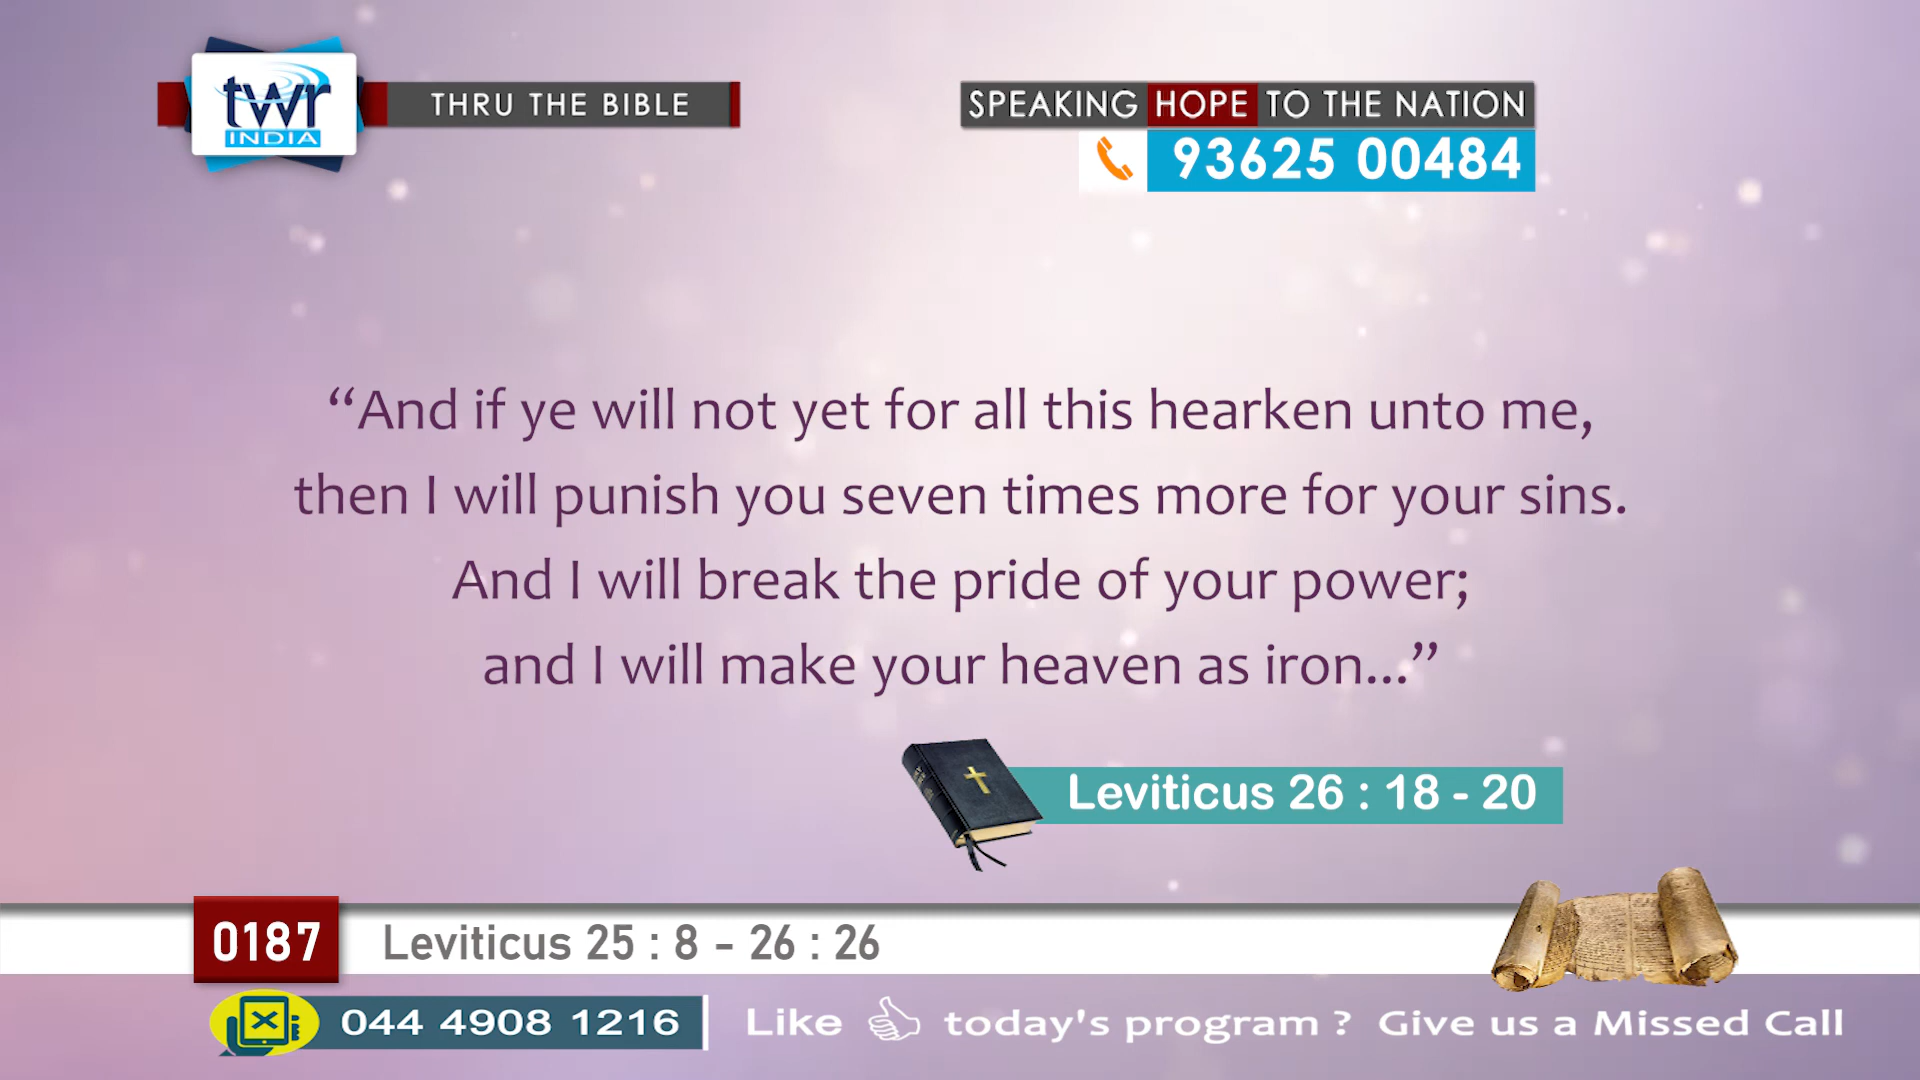 twr
INDIA
THRU THE BIBLE
SPEAKING HOPE TO THE NATION
93625 00484
“And if ye will not yet for all this hearken unto me,
then I will punish you seven times more for your sins.
And I will break the pride of your power;
and I will make your heaven as iron...”
Leviticus 26 : 18 - 20
0187
Leviticus 25 : 8 - 26 : 26
044 4908 1216
Like today's program ? Give us a Missed Call